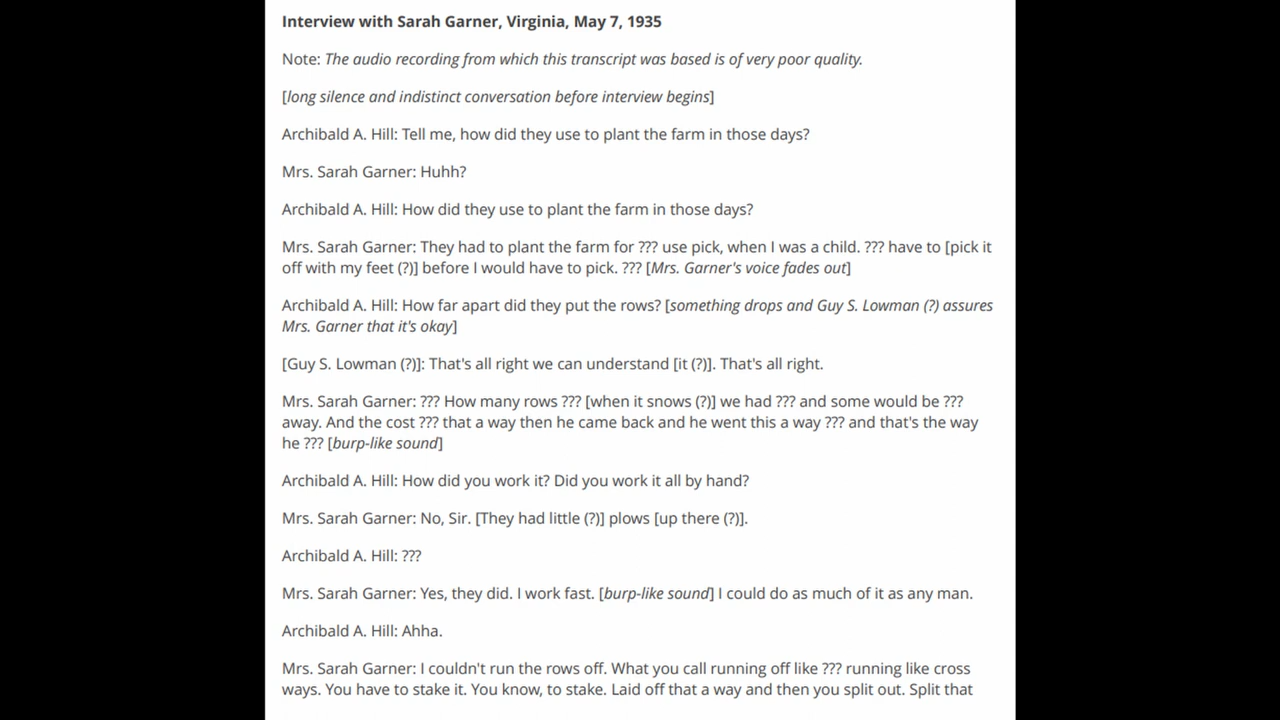 Interview with Sarah Garner, Virginia, May 7, 1935
Note: The audio recording from which this transcript was based is of very poor quality.
[long silence and indistinct conversation before interview begins]
Archibald A. Hill: Tell me, how did they use to plant the farm in those days?
Mrs. Sarah Garner: Huhh?
Archibald A. Hill: How did they use to plant the farm in those days?
Mrs. Sarah Garner: They had to plant the farm for ??? use pick, when I was a child. ??? have to [pick it
off with my feet (?)] before I would have to pick. ??? [Mrs. Garner's voice fades out]
Archibald A. Hill: How far apart did they put the rows? [something drops and Guy S. Lowman (?) assures
Mrs. Garner that it's okay]
[Guy S. Lowman (?)]: That's all right we can understand [it (?)]. That's all right.
Mrs. Sarah Garner: ??? How many rows ??? [when it snows (?)] we had ??? and some would be ???
away. And the cost ??? that a way then he came back and he went this a way ??? and that's the way
he ??? [burp-like sound]
Archibald A. Hill: How did you work it? Did you work it all by hand?
Mrs. Sarah Garner: No, Sir. [They had little (?)] plows [up there (?)].
Archibald A. Hill: ???
Mrs. Sarah Garner: Yes, they did. I work fast. [burp-like sound] I could do as much of it as any man.
Archibald A. Hill: Ahha.
Mrs. Sarah Garner: I couldn't run the rows off. What you call running off like ??? running like cross
ways. You have to stake it. You know, to stake. Laid off that a way and then you split out. Split that